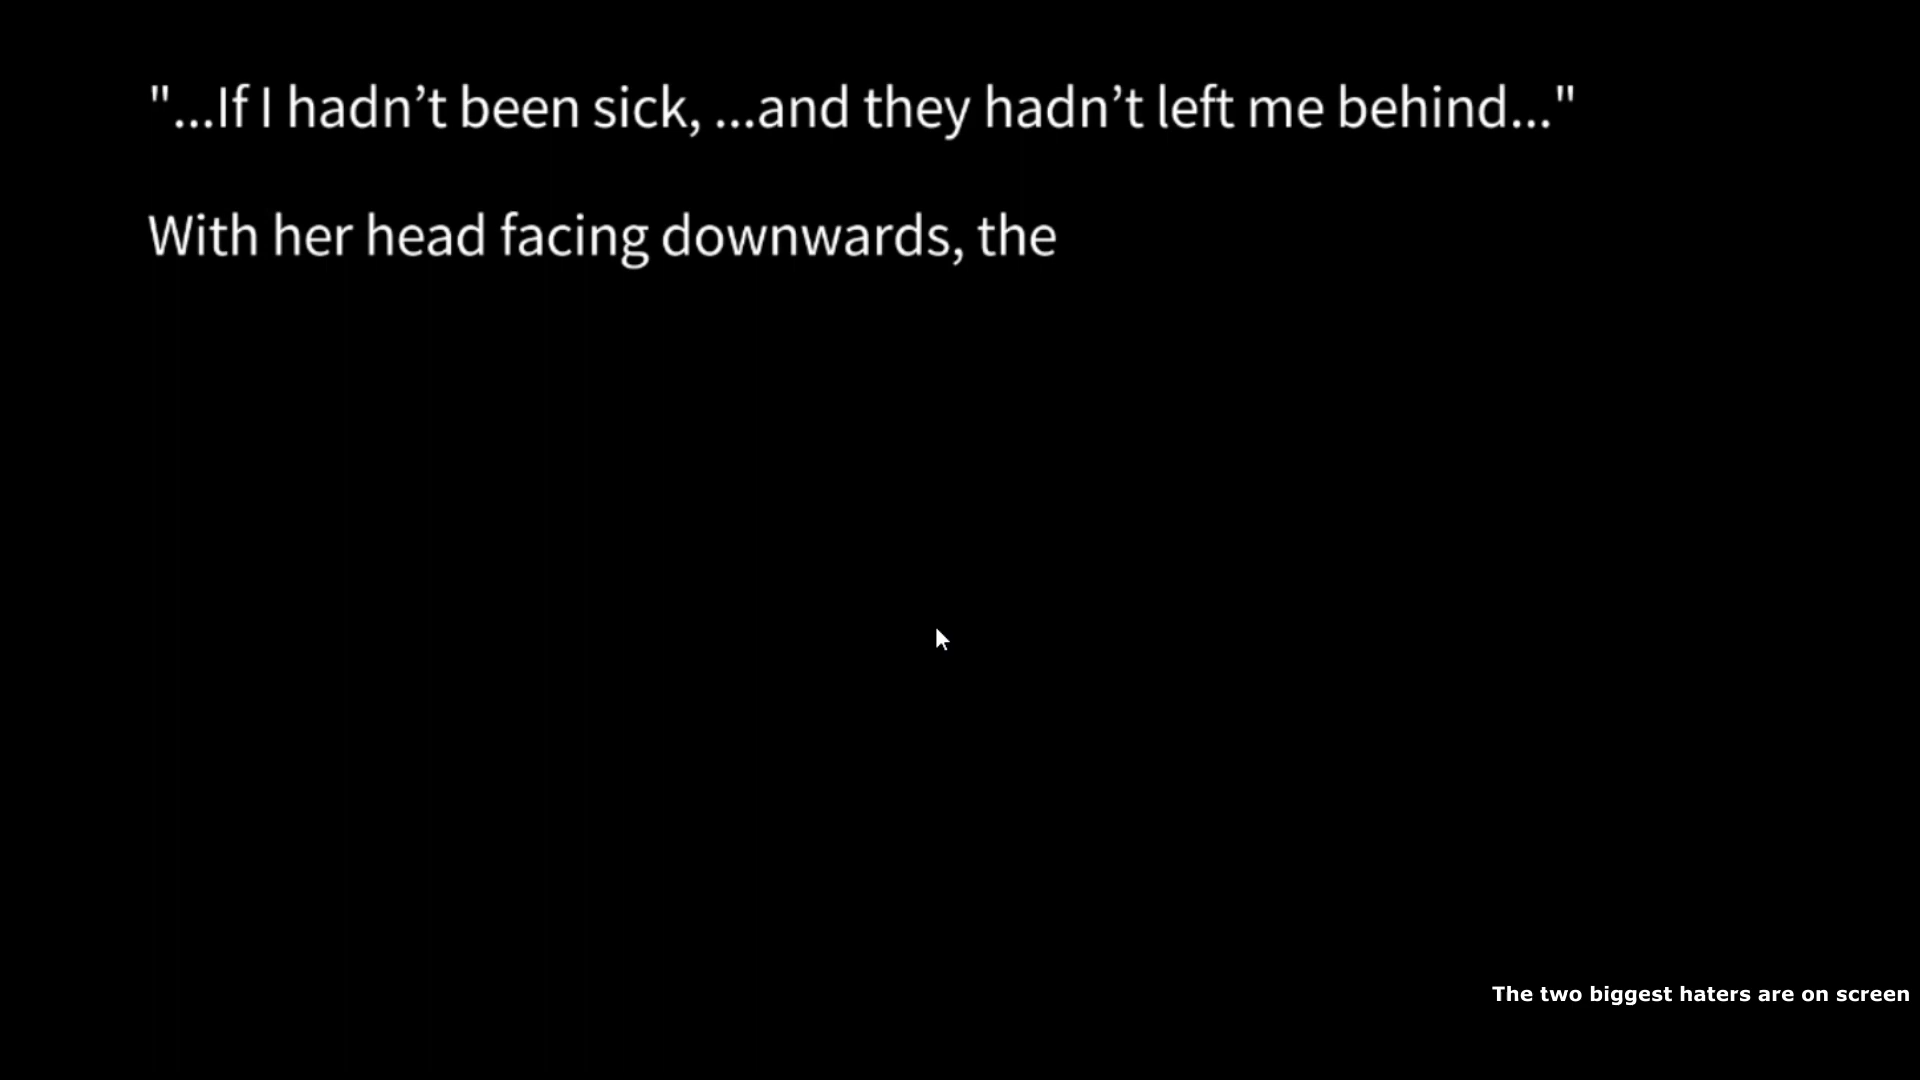 "...If I hadn’t been sick, ...and they hadn’t left me behind..."
With her head facing downwards, the
The two biggest haters are on screen